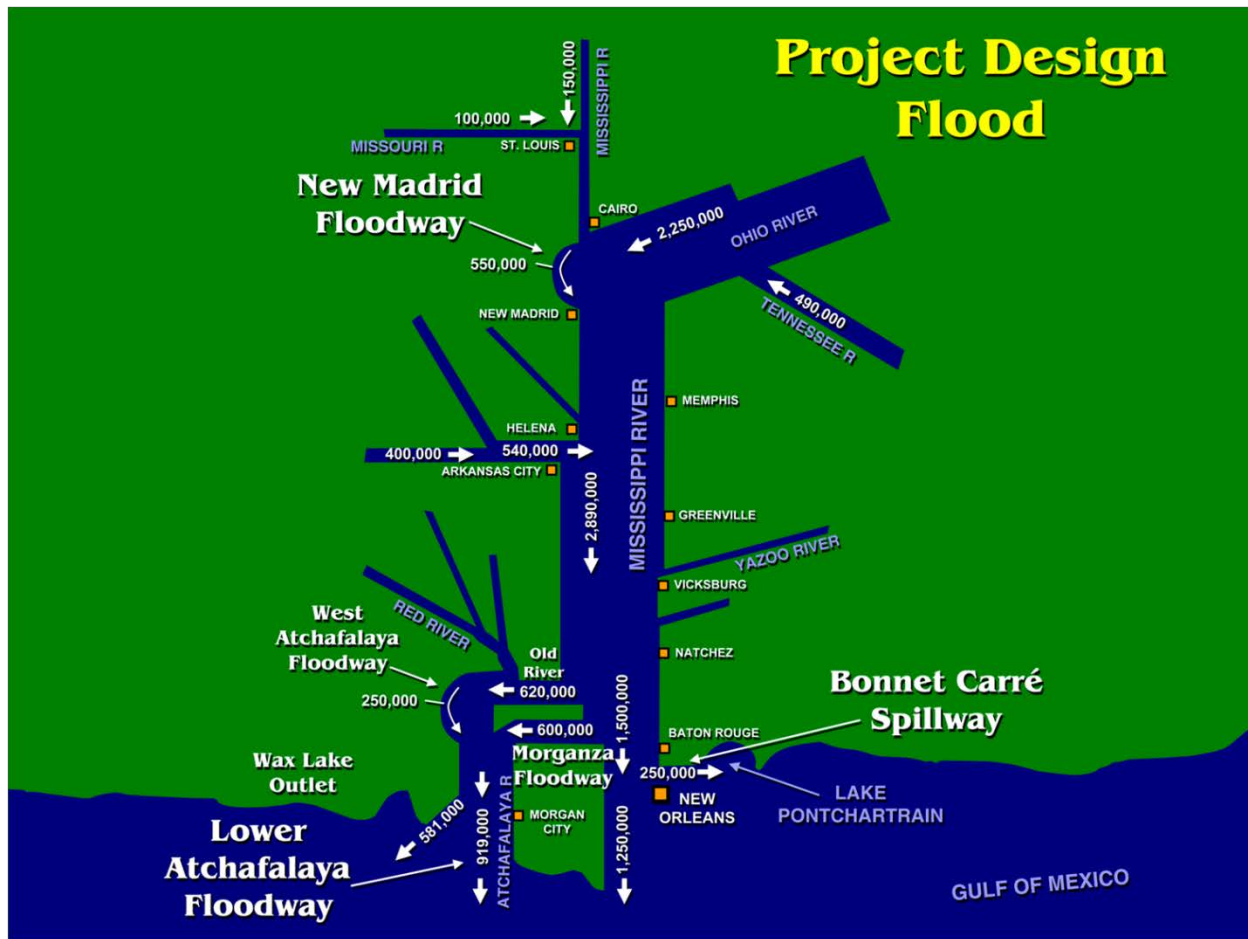 Project Design
Flood
150,000
MISSISSIPPI R
100,000
MISSOURI R
ST. LOUIS
New Madrid
Floodway
CAIRO
2,250,000
OHIO RIVER
550,000
490,000
TENNESSEE R
NEW MADRID
MEMPHIS
MISSISSIPPI RIVER
HELENA
400,000
540,000
ARKANSAS CITY
2,890,000
GREENVILLE
YAZOO RIVER
VICKSBURG
RED RIVER
West
Atchafalaya
Floodway
Old
River
NATCHEZ
250,000
620,000
1,500,000
Bonnet Carré
Spillway
600,000
BATON ROUGE
Morganza
Floodway
Wax Lake
Outlet
250,000
NEW
ORLEANS
LAKE
PONTCHARTRAIN
581,000
919,000
ATCHAFALAYA R
MORGAN
CITY
1,250,000
Lower
Atchafalaya
Floodway
GULF OF MEXICO